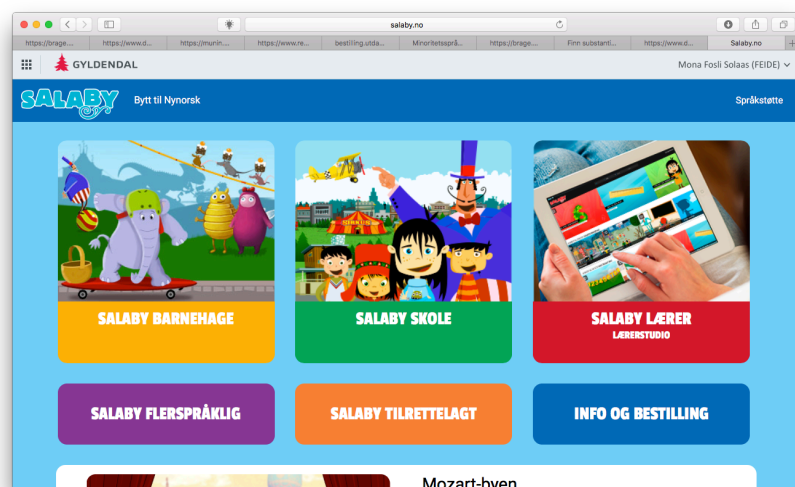 salaby.no
https://brage....
https://www.d...
https://munin....
https://www.re...
bestilling.utda...
Minoritetssprå...
https://brage....
Finn substanti...
https://www.d...
Salaby.no
GYLDENDAL
Mona Fosli Solaas (FEIDE)
SALABY
Bytt til Nynorsk
Språkstøtte
SIRKUS
SALABY BARNEHAGE
SALABY SKOLE
SALABY LÆRER
LÆRERSTUDIO
SALABY FLERSPRÅKLIG
SALABY TILRETTELAGT
INFO OG BESTILLING
Mozart-byen